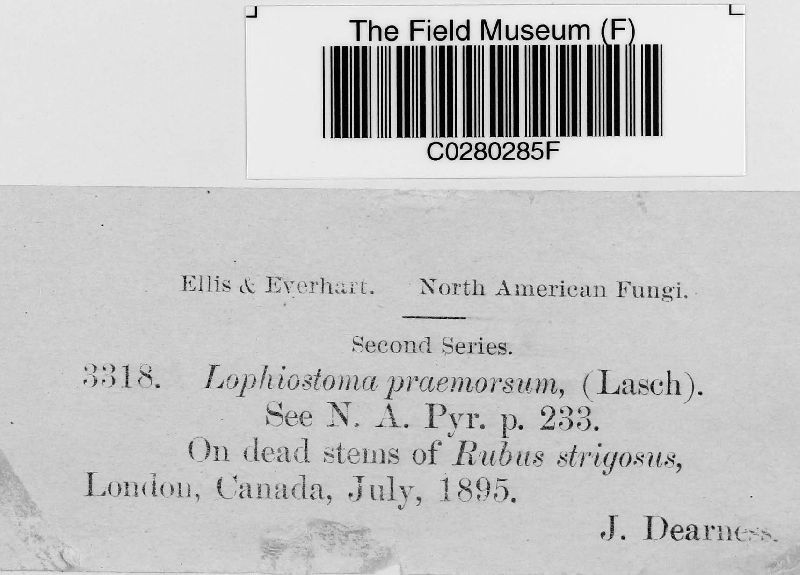 The Field Museum (F)
C0280285F
Ellis & Everhart. North American Fungi.
Second Series.
3318. Lophiostoma praemorsum, (Lasch).
See N. A. Pyr. p. 233.
On dead stems of Rubus strigosus,
London, Canada, July, 1895.
J. Dearness.